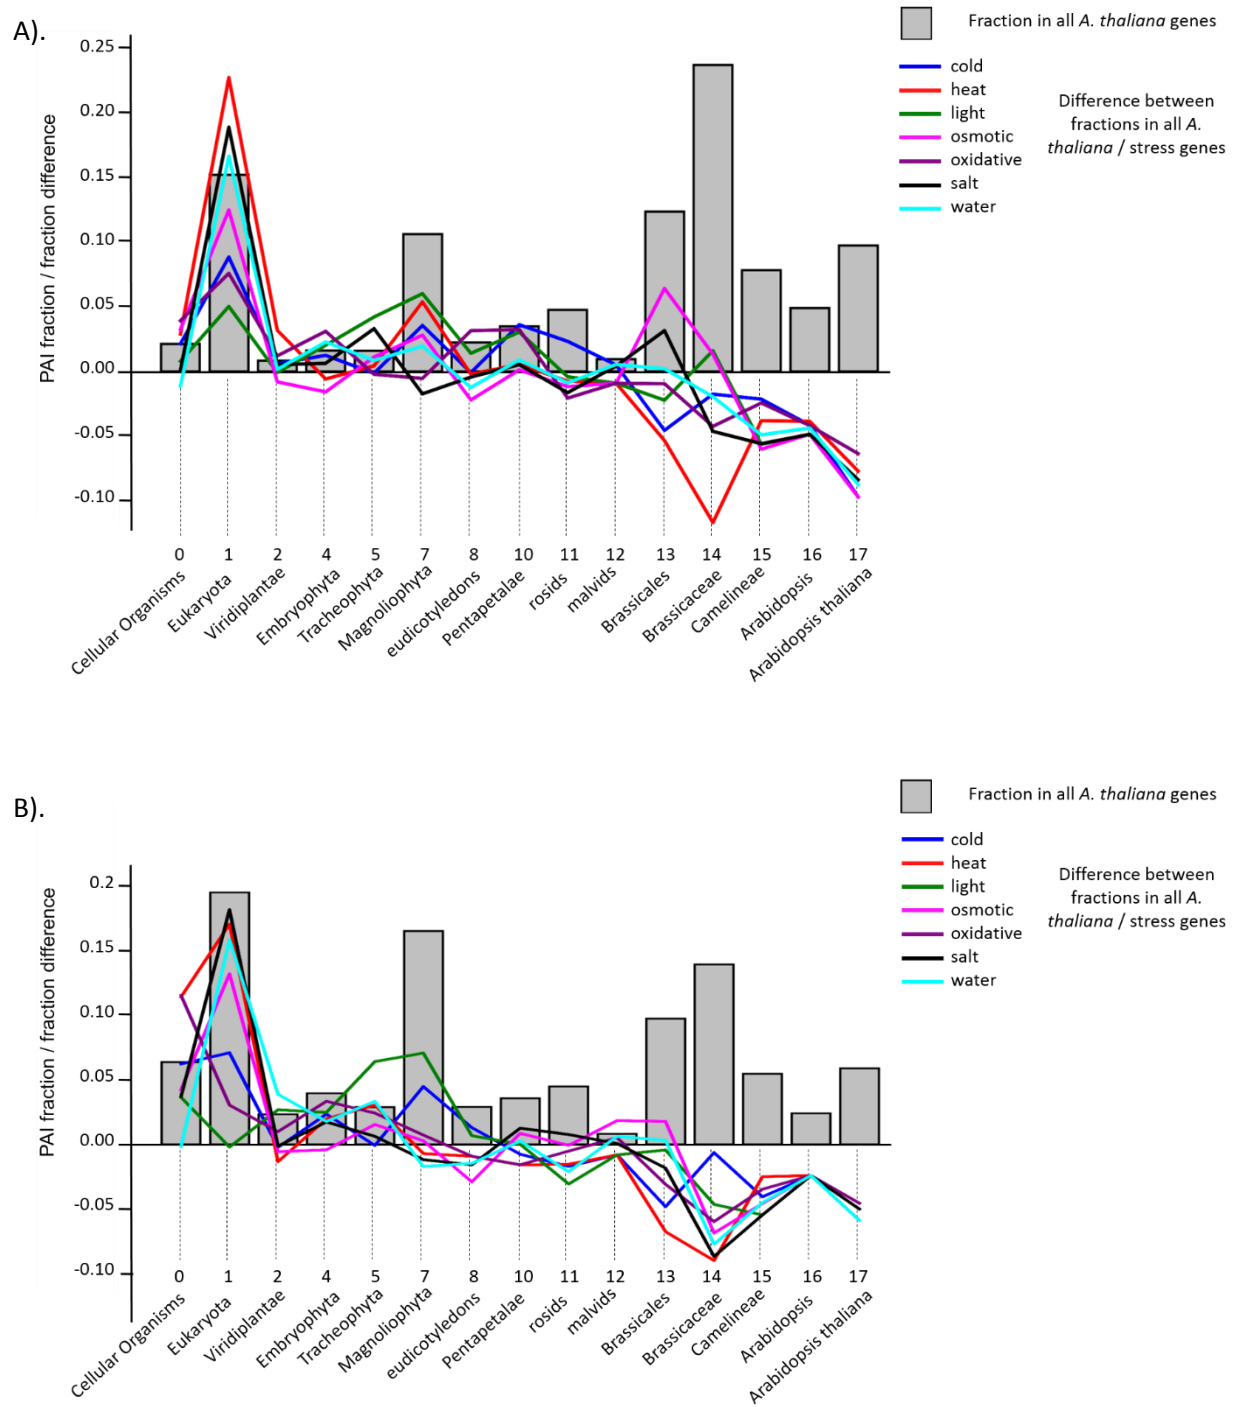 A).
Fraction in all A. thaliana genes
cold
heat
light
osmotic
oxidative
salt
water
Difference between
fractions in all A.
thaliana / stress genes
PAI fraction / fraction difference
0.25
0.20
0.15
0.10
0.05
0.00
-0.05
-0.10
0 1 2 4 5 7 8 10 11 12 13 14 15 16 17
Cellular Organisms
Eukaryota
Viridiplantae
Embryophyta
Tracheophyta
Magnoliophyta
eudicotyledons
Pentapetalae
rosids
malvids
Brassicales
Brassicaceae
Camelineae
Arabidopsis
Arabidopsis thaliana
B).
Fraction in all A. thaliana genes
cold
heat
light
osmotic
oxidative
salt
water
Difference between
fractions in all A.
thaliana / stress genes
PAI fraction / fraction difference
0.2
0.15
0.10
0.05
0.00
-0.05
-0.10
0 1 2 4 5 7 8 10 11 12 13 14 15 16 17
Cellular Organisms
Eukaryota
Viridiplantae
Embryophyta
Tracheophyta
Magnoliophyta
eudicotyledons
Pentapetalae
rosids
malvids
Brassicales
Brassicaceae
Camelineae
Arabidopsis
Arabidopsis thaliana